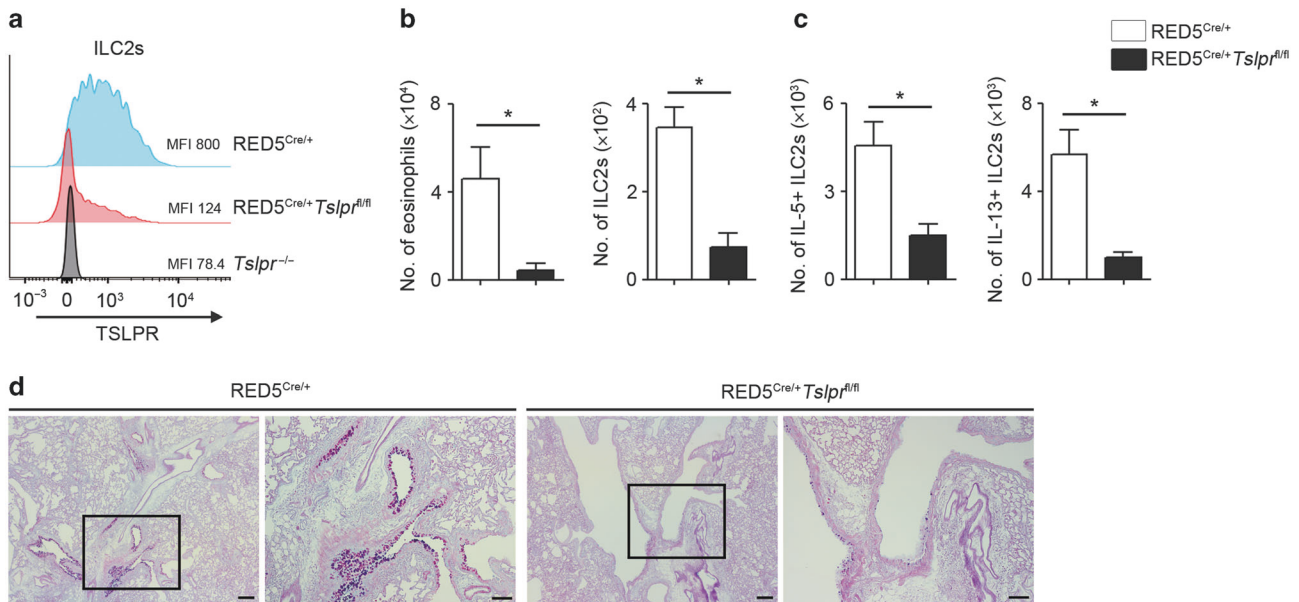 a
ILC2s
MFI 800 RED5Cre/+
MFI 124 RED5Cre/+Tslprfl/fl
MFI 78.4 Tslpr−/−
10−3 0 103 104
TSLPR
b
No. of eosinophils (×104)
8
4
0
*
No. of ILC2s (×102)
4
2
0
*
c
RED5Cre/+
RED5Cre/+Tslprfl/fl
No. of IL-5+ ILC2s (×103)
6
3
0
*
No. of IL-13+ ILC2s (×103)
8
4
0
*
d
RED5Cre/+
RED5Cre/+Tslprfl/fl